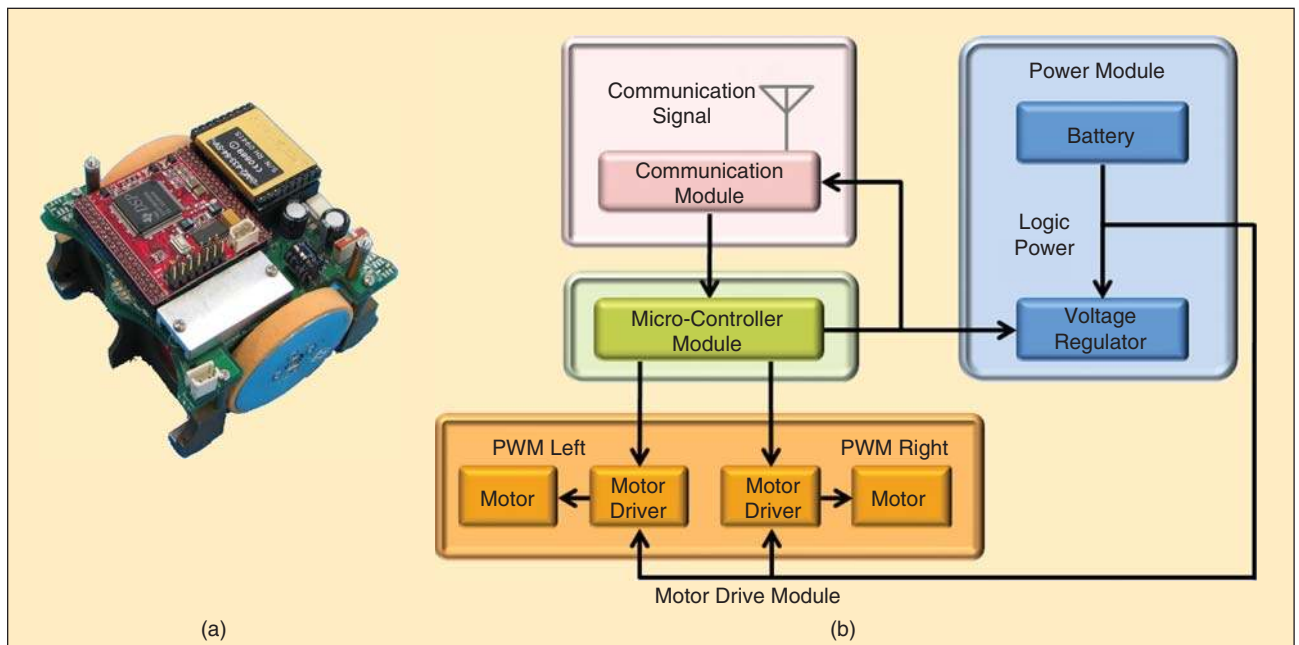 Communication
Signal
Communication
Module
Power Module
Battery
Logic
Power
Voltage
Regulator
Micro-Controller
Module
PWM Left
PWM Right
Motor
Motor
Driver
Motor
Driver
Motor
Motor Drive Module
(a)
(b)